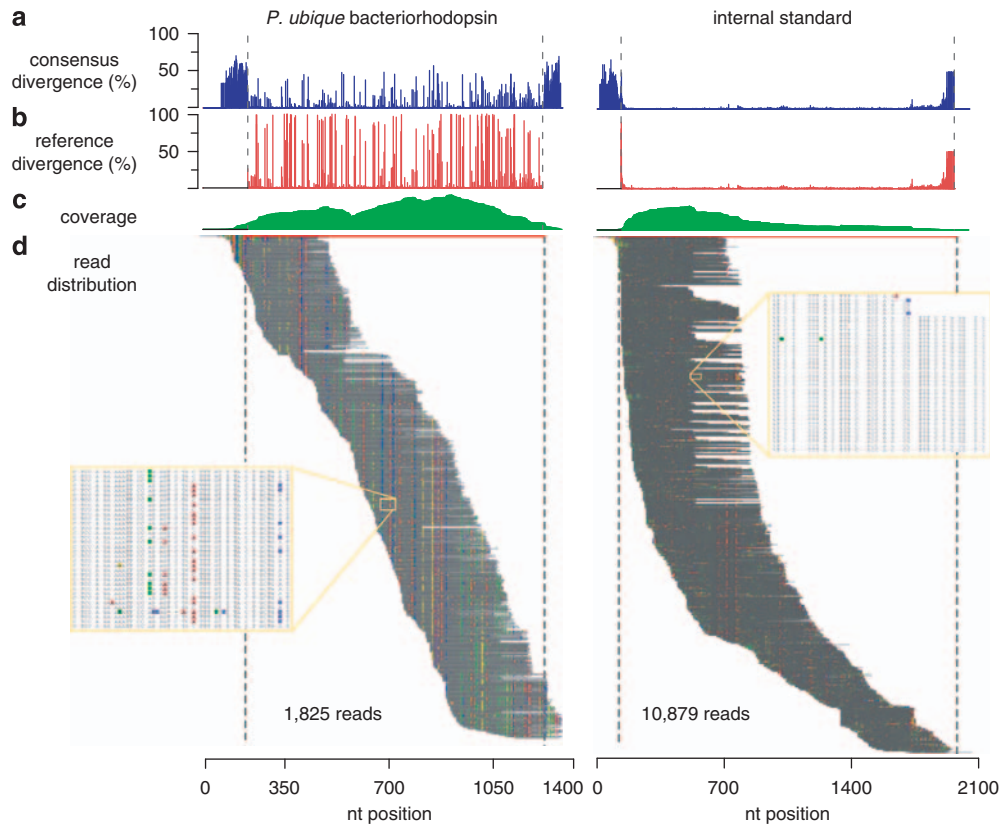 a
P. ubique bacteriorhodopsin
internal standard
consensus
divergence (%)
100
50
b
reference
divergence (%)
100
50
c
coverage
d
read
distribution
1,825 reads
10,879 reads
0 350 700 1050 1400
0 700 1400 2100
nt position
nt position